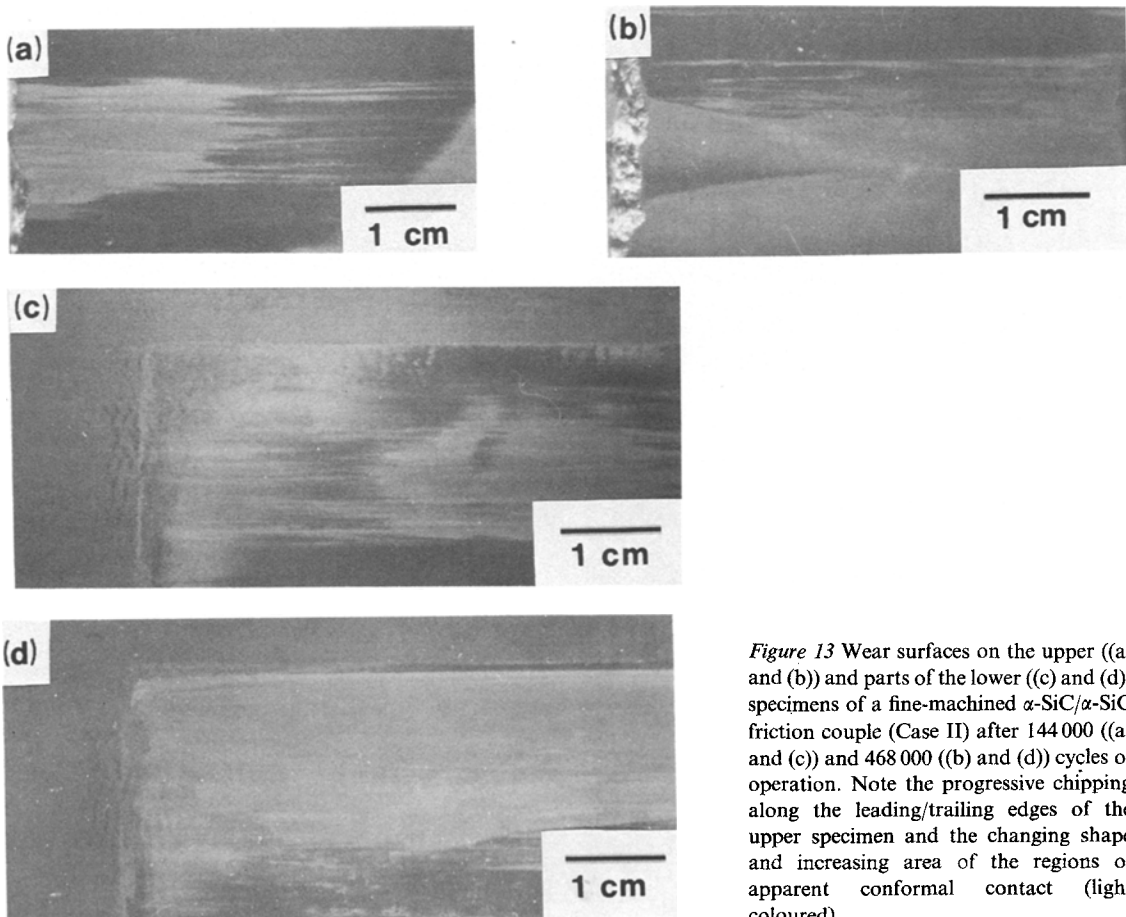 (a)
1 cm
(b)
1 cm
(c)
1 cm
(d)
1 cm
Figure 13 Wear surfaces on the upper ((a)
and (b)) and parts of the lower ((c) and (d)
specimens of a fine-machined α-SiC/α-SiC
friction couple (Case II) after 144 000 ((a)
and (c)) and 468 000 ((b) and (d)) cycles o
operation. Note the progressive chipping
along the leading/trailing edges of the
upper specimen and the changing shape
and increasing area of the regions o
apparent conformal contact (ligh
coloured)